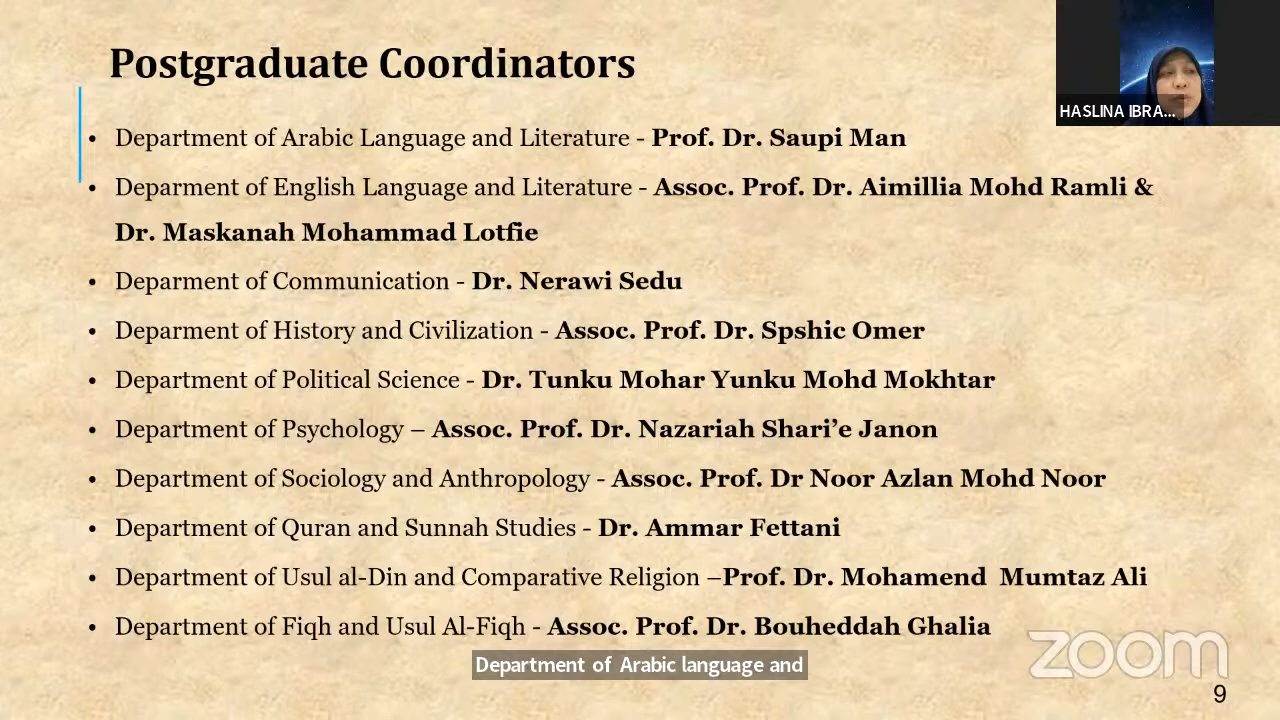 Postgraduate Coordinators
HASLINA IBRA...
• Department of Arabic Language and Literature - Prof. Dr. Saupi Man
• Deparment of English Language and Literature - Assoc. Prof. Dr. Aimillia Mohd Ramli &
Dr. Maskanah Mohammad Lotfie
• Deparment of Communication - Dr. Nerawi Sedu
• Deparment of History and Civilization - Assoc. Prof. Dr. Spshic Omer
• Department of Political Science - Dr. Tunku Mohar Yunku Mohd Mokhtar
• Department of Psychology – Assoc. Prof. Dr. Nazariah Shari’e Janon
• Department of Sociology and Anthropology - Assoc. Prof. Dr Noor Azlan Mohd Noor
• Department of Quran and Sunnah Studies - Dr. Ammar Fettani
• Department of Usul al-Din and Comparative Religion –Prof. Dr. Mohamend  Mumtaz Ali
• Department of Fiqh and Usul Al-Fiqh - Assoc. Prof. Dr. Bouheddah Ghalia
Department of Arabic language and
zoom
9